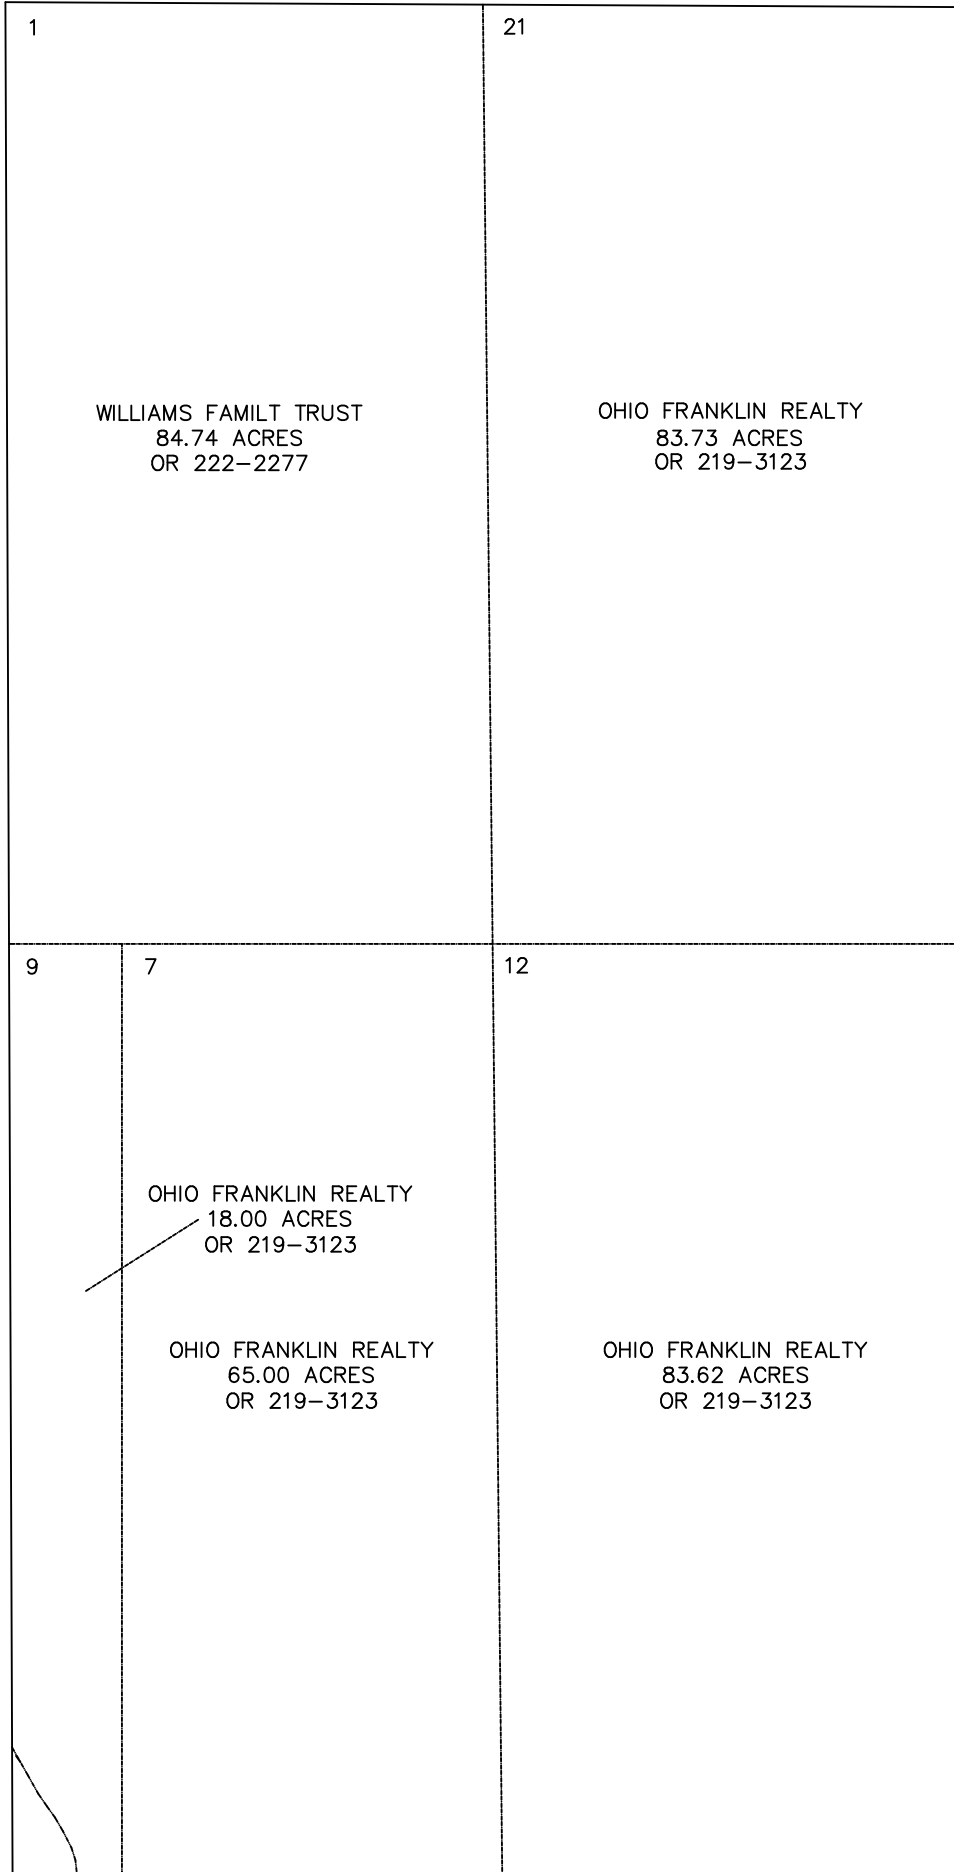 1
21
WILLIAMS FAMILT TRUST
84.74 ACRES
OR 222-2277
OHIO FRANKLIN REALTY
83.73 ACRES
OR 219-3123
9
7
12
OHIO FRANKLIN REALTY
18.00 ACRES
OR 219-3123
OHIO FRANKLIN REALTY
65.00 ACRES
OR 219-3123
OHIO FRANKLIN REALTY
83.62 ACRES
OR 219-3123